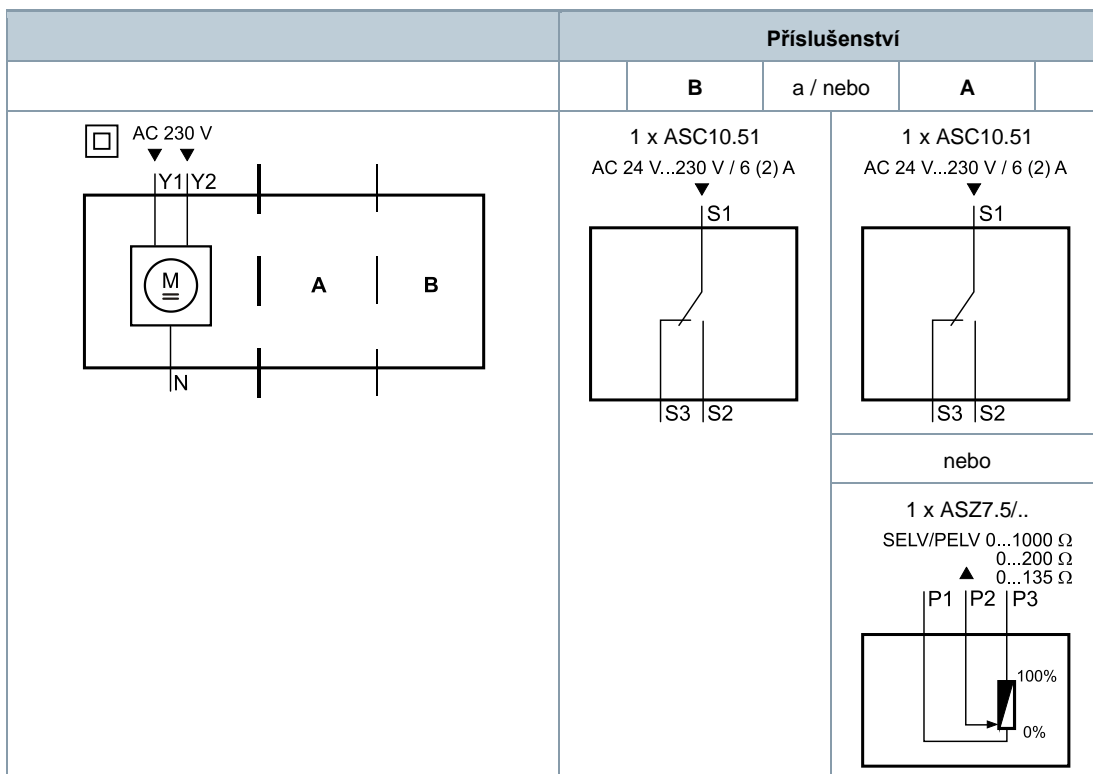 Příslušenství
B
a / nebo
A
AC 230 V
Y1 Y2
M
A
B
N
1 x ASC10.51
AC 24 V...230 V / 6 (2) A
S1
S3 S2
1 x ASC10.51
AC 24 V...230 V / 6 (2) A
S1
S3 S2
nebo
1 x ASZ7.5/..
SELV/PELV 0...1000 Ω
0...200 Ω
0...135 Ω
P1 P2 P3
100%
0%